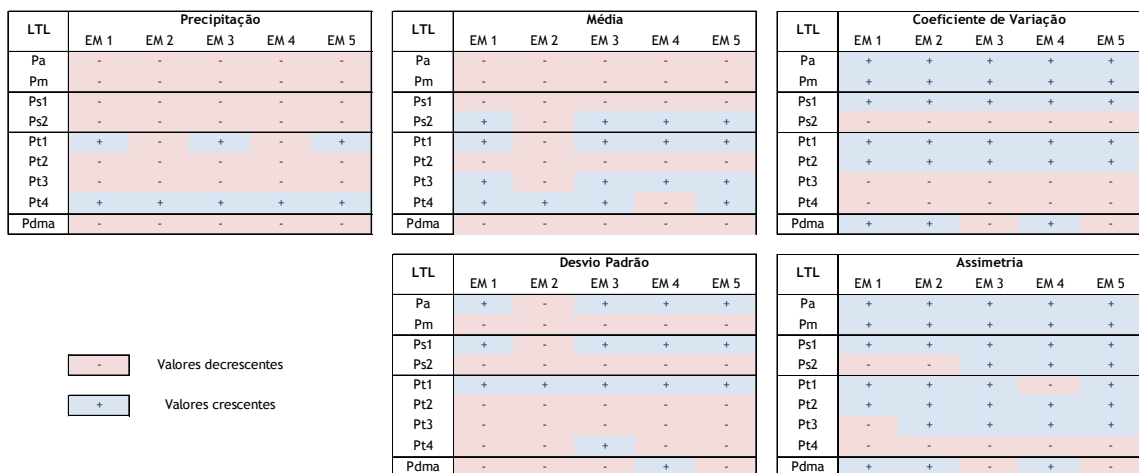 LTL Precipitação
EM 1 EM 2 EM 3 EM 4 EM 5
Pa - - - - -
Pm - - - - -
Ps1 - - - - -
Ps2 - - - - -
Pt1 + - + - +
Pt2 - - - - -
Pt3 - - - - -
Pt4 + + + + +
Pdma - - - - -
LTL Média
EM 1 EM 2 EM 3 EM 4 EM 5
Pa - - - - -
Pm - - - - -
Ps1 - - - - -
Ps2 + - + + +
Pt1 + - + + +
Pt2 - - - - -
Pt3 + - + + +
Pt4 + + + - +
Pdma - - - - -
LTL Coeficiente de Variação
EM 1 EM 2 EM 3 EM 4 EM 5
Pa + + + + +
Pm + + + + +
Ps1 + + + + +
Ps2 - - - - -
Pt1 + + + + +
Pt2 + + + + +
Pt3 - - - - -
Pt4 - - - - -
Pdma + + - + -
- Valores decrescentes
+ Valores crescentes
LTL Desvio Padrão
EM 1 EM 2 EM 3 EM 4 EM 5
Pa + - + + +
Pm - - - - -
Ps1 + - + + +
Ps2 - - - - -
Pt1 + + + + +
Pt2 - - - - -
Pt3 - - - - -
Pt4 - - + - -
Pdma - - - + -
LTL Assimetria
EM 1 EM 2 EM 3 EM 4 EM 5
Pa + + + + +
Pm + + + + +
Ps1 + + + + +
Ps2 - - + + +
Pt1 + + + - +
Pt2 + + + + +
Pt3 - + + + +
Pt4 - - - - -
Pdma + + - + -